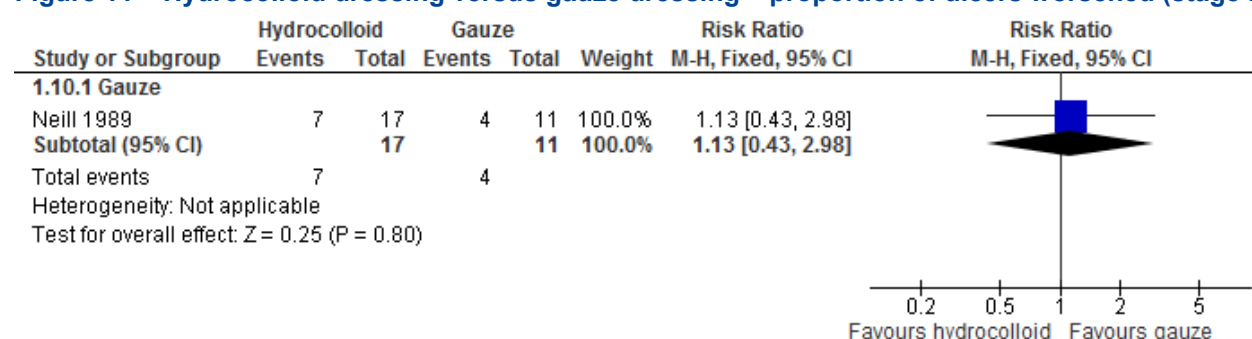 Hydrocolloid Gauze Risk Ratio Risk Ratio
Study or Subgroup Events Total Events Total Weight M-H, Fixed, 95% CI M-H, Fixed, 95% CI
1.10.1 Gauze
Neill 1989 7 17 4 11 100.0% 1.13 [0.43, 2.98]
Subtotal (95% CI) 17 11 100.0% 1.13 [0.43, 2.98]
Total events 7 4
Heterogeneity: Not applicable
Test for overall effect: Z = 0.25 (P = 0.80)
0.2 0.5 1 2 5
Favours hydrocolloid Favours gauze